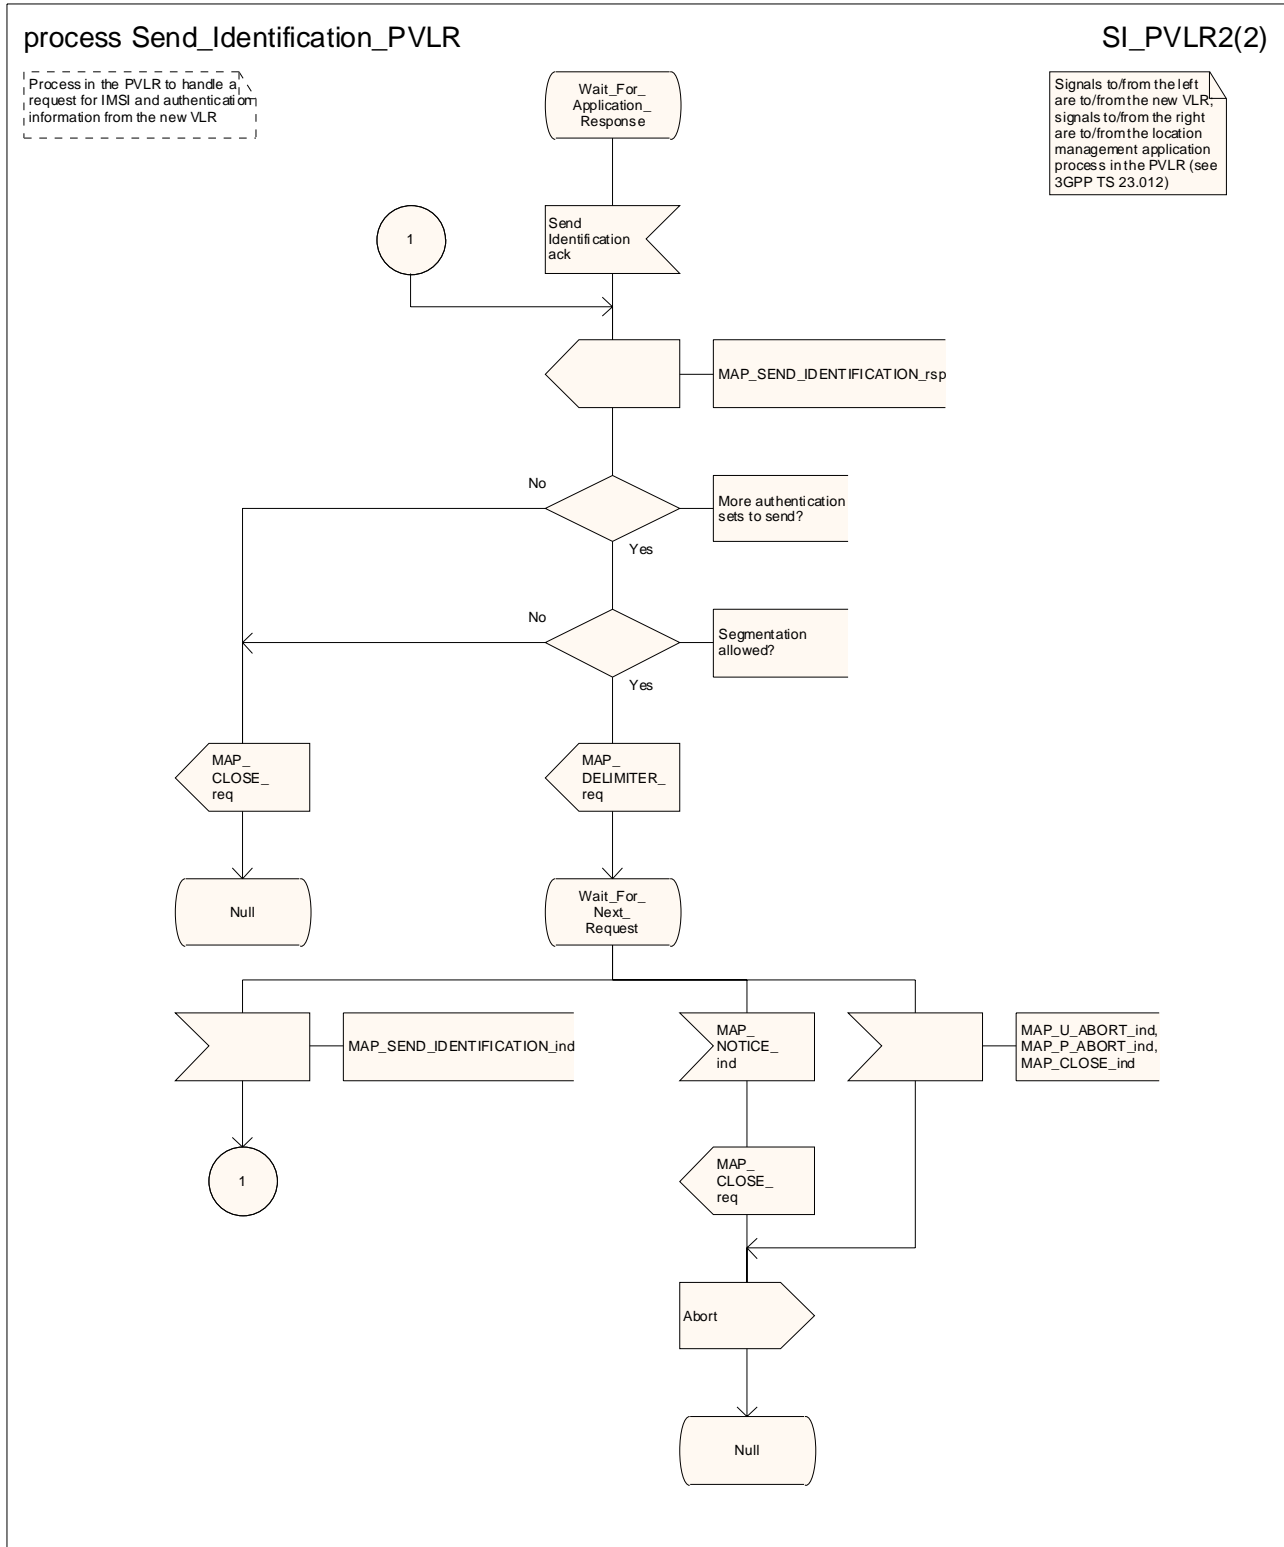 process Send_Identification_PVLR
SI_PVLR2(2)
Process in the PVLR to handle a
request for IMSI and authentication
information from the new VLR
Signals to/from the left
are to/from the new VLR;
signals to/from the right
are to/from the location
management application
process in the PVLR (see
3GPP TS 23.012)
Wait_For_
Application_
Response
1
Send
Identification
ack
MAP_SEND_IDENTIFICATION_rsp
No
More authentication
sets to send?
Yes
No
Segmentation
allowed?
Yes
MAP_
CLOSE_
req
MAP_
DELIMITER_
req
Null
Wait_For_
Next_
Request
MAP_SEND_IDENTIFICATION_ind
MAP_
NOTICE_
ind
MAP_U_ABORT_ind,
MAP_P_ABORT_ind,
MAP_CLOSE_ind
1
MAP_
CLOSE_
req
Abort
Null